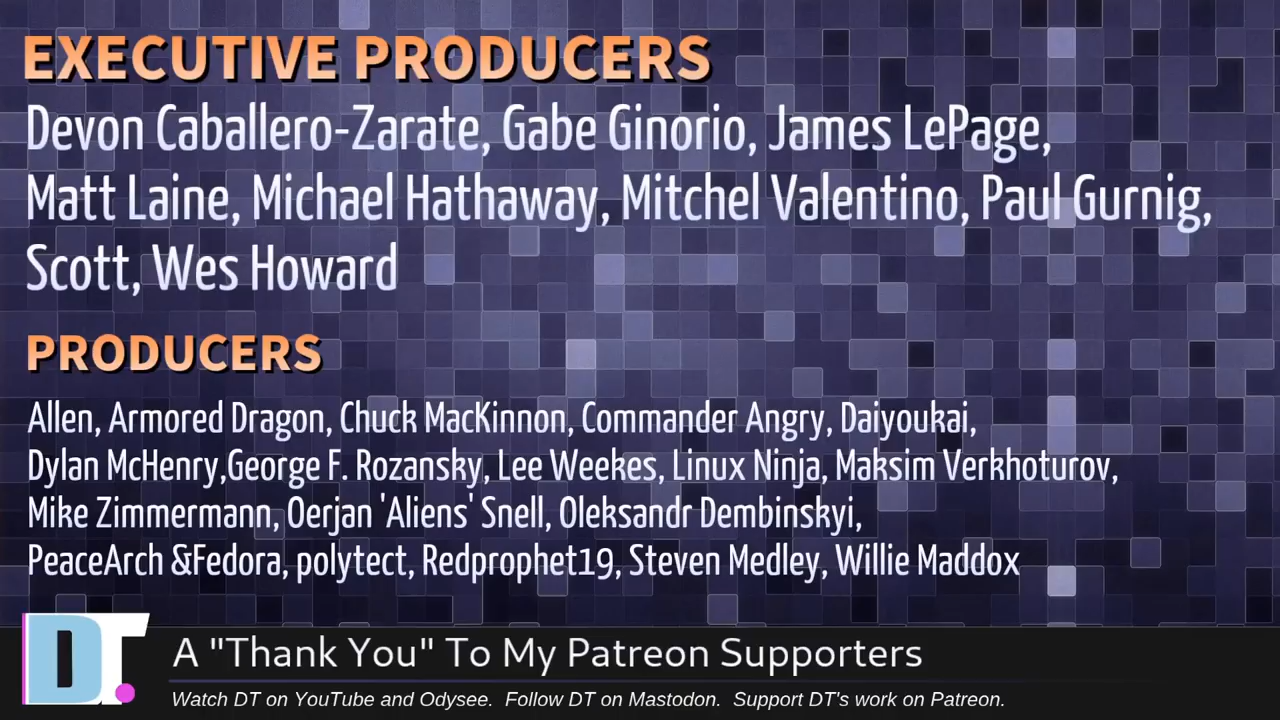 EXECUTIVE PRODUCERS
Devon Caballero-Zarate, Gabe Ginorio, James LePage,
Matt Laine, Michael Hathaway, Mitchel Valentino, Paul Gurnig,
Scott, Wes Howard
PRODUCERS
Allen, Armored Dragon, Chuck MacKinnon, Commander Angry, Daiyoukai,
Dylan McHenry,George F. Rozansky, Lee Weekes, Linux Ninja, Maksim Verkhoturov,
Mike Zimmermann, Oerjan 'Aliens' Snell, Oleksandr Dembinskyi,
PeaceArch &Fedora, polytect, Redprophet19, Steven Medley, Willie Maddox
DT.
A "Thank You" To My Patreon Supporters
Watch DT on YouTube and Odysee. Follow DT on Mastodon. Support DT's work on Patreon.